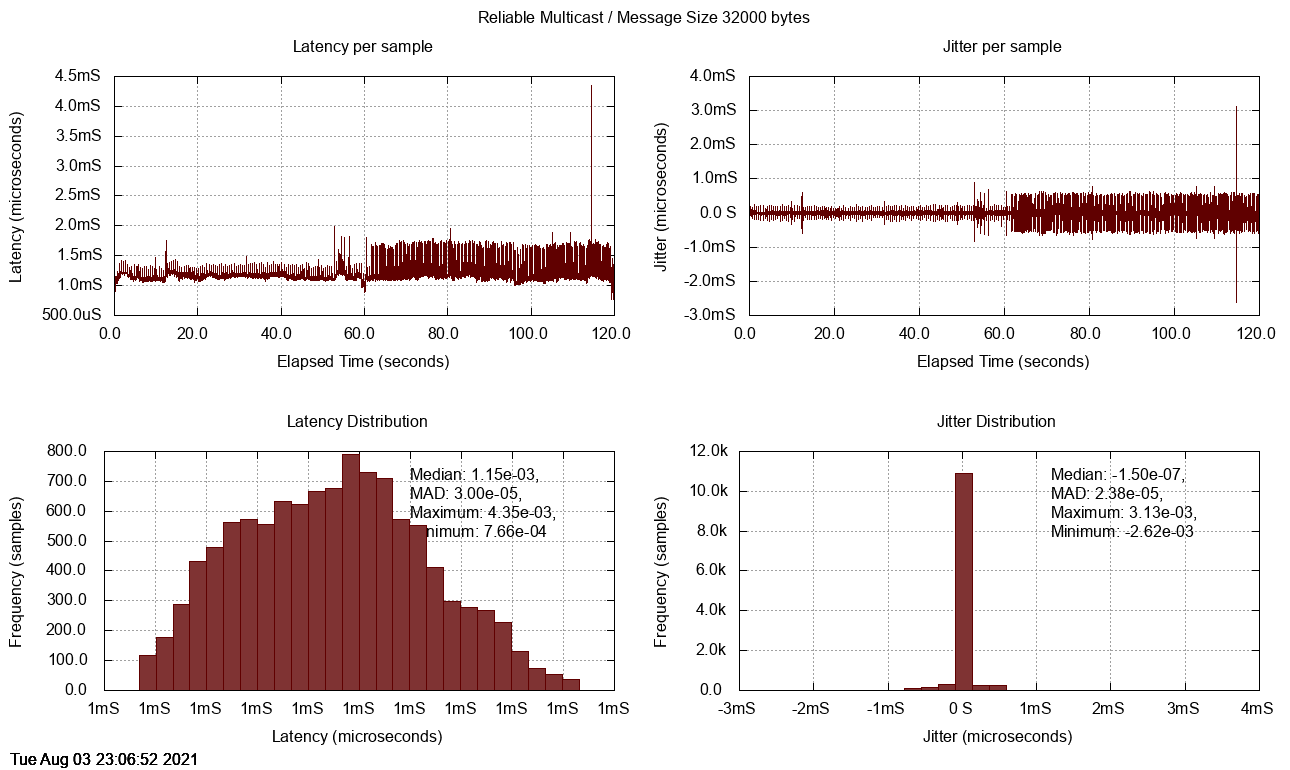 Reliable Multicast / Message Size 32000 bytes
Latency per sample
4.5mS
4.0mS
3.5mS
3.0mS
2.5mS
2.0mS
1.5mS
1.0mS
500.0uS
Latency (microseconds)
0.0 20.0 40.0 60.0 80.0 100.0 120.0
Elapsed Time (seconds)
Jitter per sample
4.0mS
3.0mS
2.0mS
1.0mS
0.0 S
-1.0mS
-2.0mS
-3.0mS
Jitter (microseconds)
0.0 20.0 40.0 60.0 80.0 100.0 120.0
Elapsed Time (seconds)
Latency Distribution
800.0
700.0
600.0
500.0
400.0
300.0
200.0
100.0
0.0
Frequency (samples)
Median: 1.15e-03,
MAD: 3.00e-05,
Maximum: 4.35e-03,
Minimum: 7.66e-04
1mS 1mS 1mS 1mS 1mS 1mS 1mS 1mS 1mS 1mS 1mS
Latency (microseconds)
Jitter Distribution
12.0k
10.0k
8.0k
6.0k
4.0k
2.0k
0.0
Frequency (samples)
Median: -1.50e-07,
MAD: 2.38e-05,
Maximum: 3.13e-03,
Minimum: -2.62e-03
-3mS -2mS -1mS 0 S 1mS 2mS 3mS 4mS
Jitter (microseconds)
Tue Aug 03 23:06:52 2021